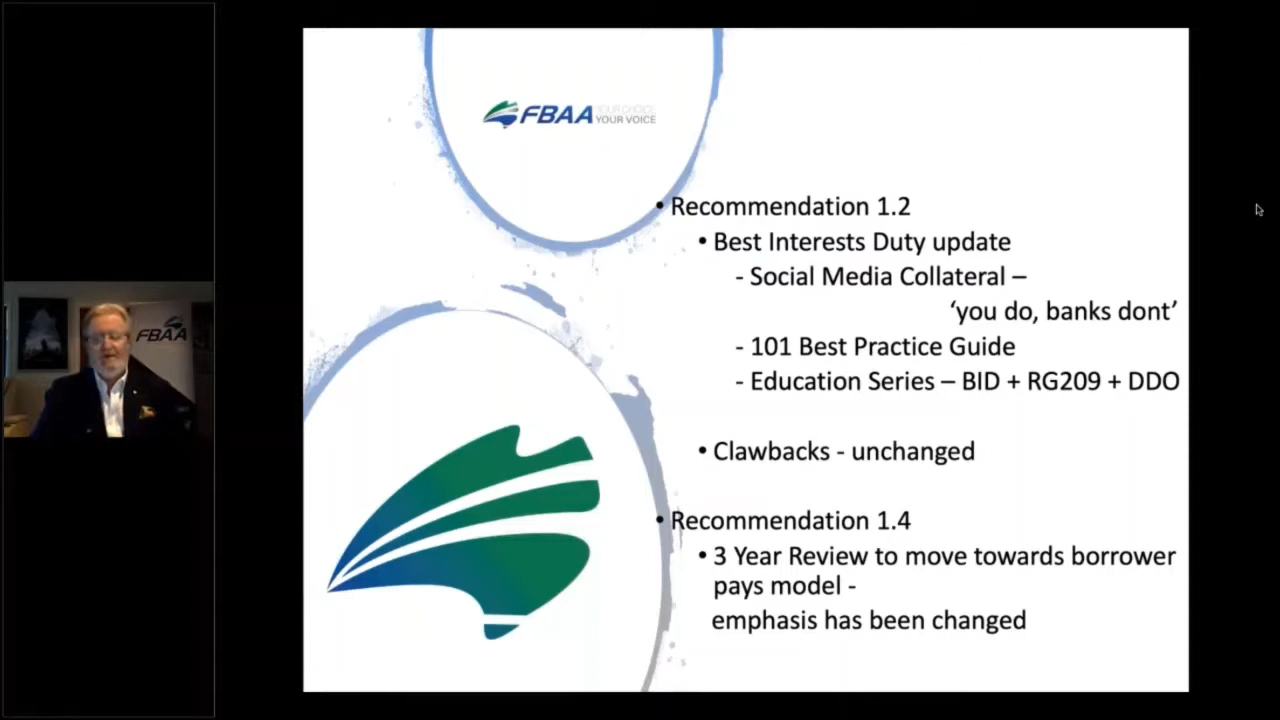 FBAA YOUR CHOICE
YOUR VOICE
FBAA
• Recommendation 1.2
• Best Interests Duty update
- Social Media Collateral –
‘you do, banks dont’
- 101 Best Practice Guide
- Education Series – BID + RG209 + DDO
• Clawbacks - unchanged
• Recommendation 1.4
• 3 Year Review to move towards borrower
pays model -
emphasis has been changed